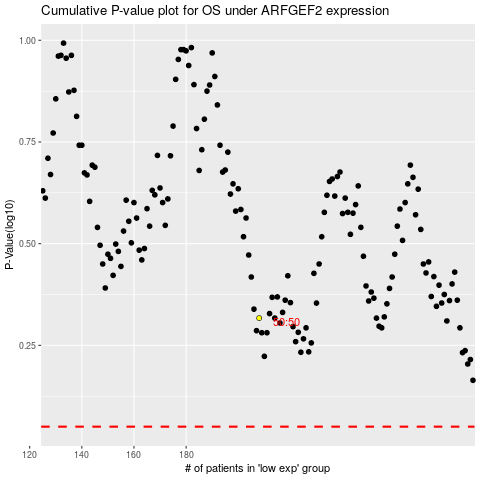 Cumulative P-value plot for OS under ARFGEF2 expression
P-Value(log10)
1.00
0.75
0.50
0.25
50:50
120 140 160 180
# of patients in 'low exp' group